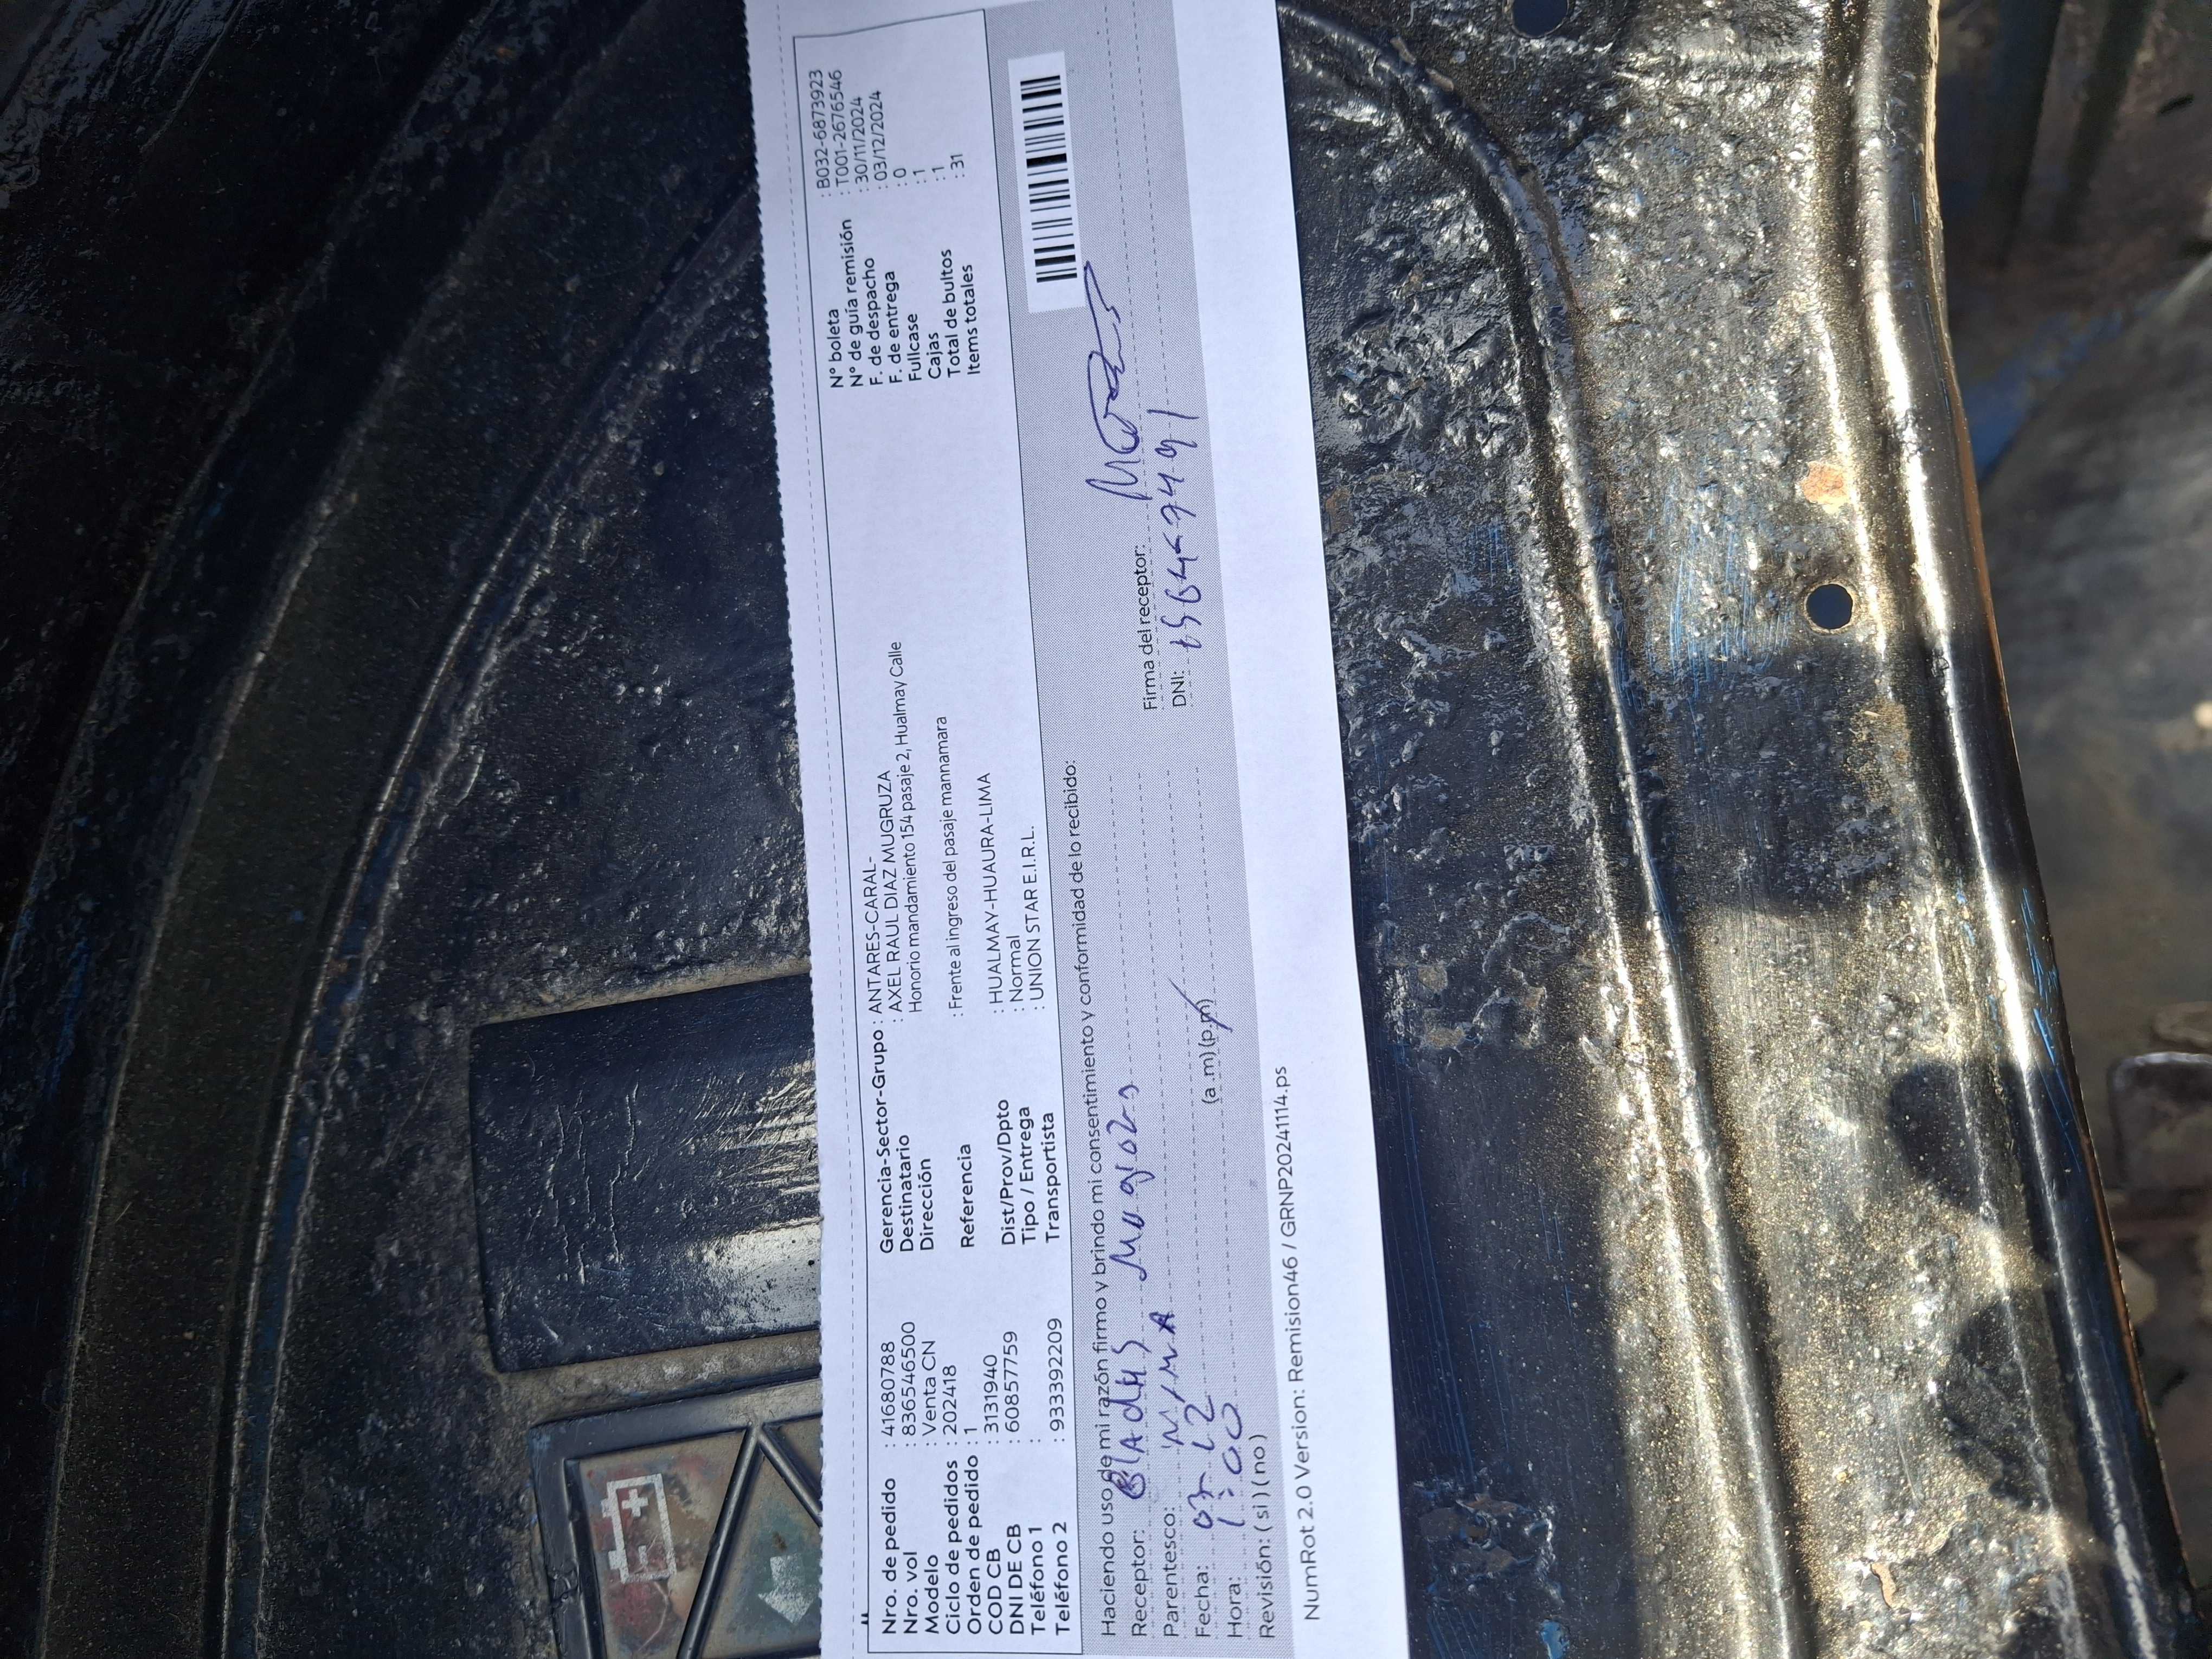 Nro. de pedido : 41680788
Nro. vol : 836546500
Modelo : Venta CN
Ciclo de pedidos : 202418
Orden de pedido : 1
COD CB : 3131940
DNI DE CB : 608577759
Teléfono 1 :
Teléfono 2 : 933392209
Gerencia-Sector-Grupo : ANTARES-CARAL-
Destinatario : AXEL RAUL DIAZ MUGRUZA
Dirección Honorio mandamiento 154 pasaje 2, Hualmay Calle
Referencia : Frente al ingreso del pasaje mannamara
Dist/Prov/Dpto : HUALMAY-HUAURA-LIMA
Tipo / Entrega : Normal
Transportista : UNION STAR E.I.R.L.
N° boleta : B032-6873923
N° de guía remisión : T001-2676546
F. de despacho : 30/11/2024
F. de entrega : 03/12/2024
Fullcase : 0
Cajas : 1
Total de bultos : 1
Items totales : 31
Haciendo uso de mi razón firmo y brindo mi consentimiento y conformidad de lo recibido:
Receptor:
Parentesco:
Fecha: 03 12
Hora: 1:00 (a .m) (p.m)
Revisión: ( si ) ( no )
Firma del receptor:
DNI:
NumRot 2.0 Version: Remision46 / GRNP20241114.ps